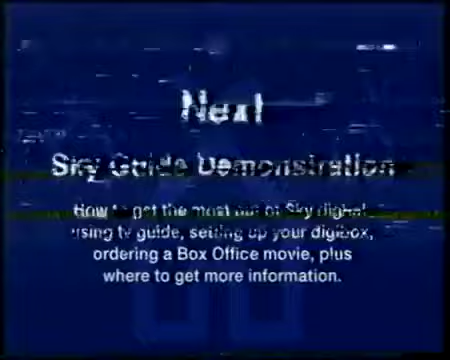 Next
Sky Guide Demonstration
How to get the most out of Sky digital
using tv guide, setting up your digibox,
ordering a Box Office movie, plus
where to get more information.